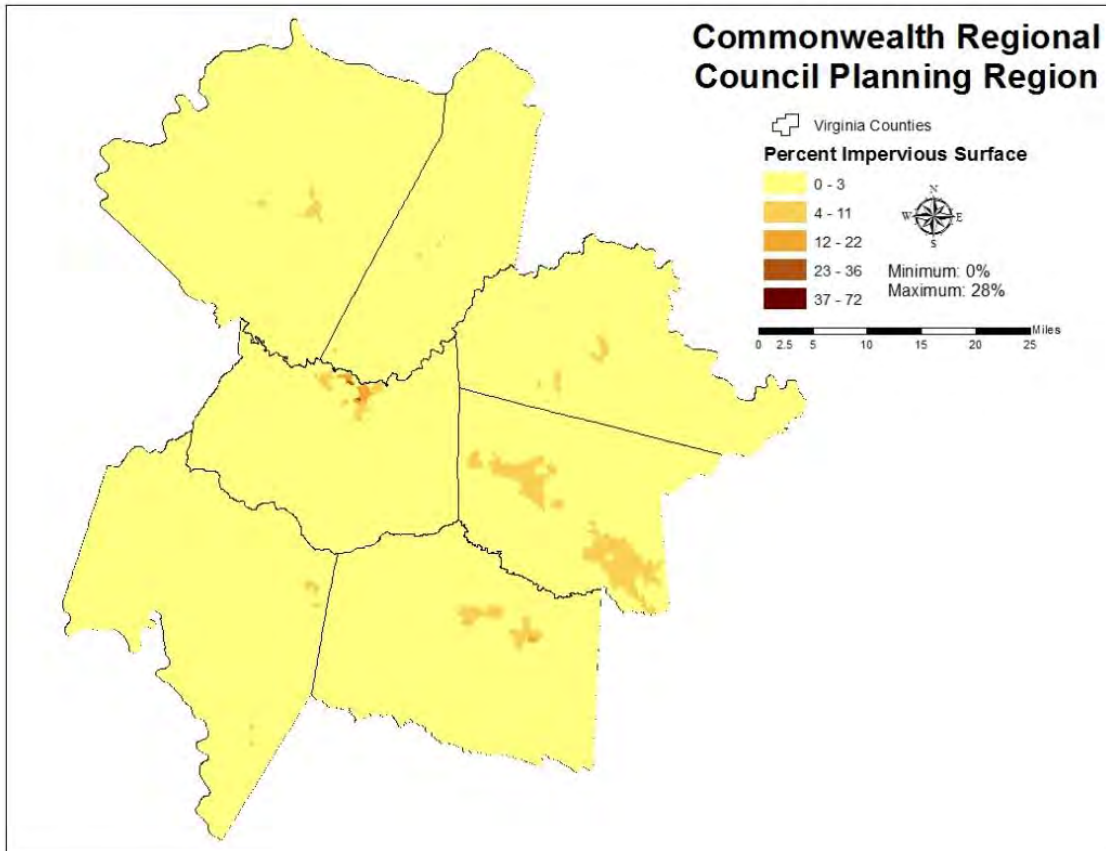 Commonwealth Regional
Council Planning Region
Virginia Counties
Percent Impervious Surface
0 - 3
4 - 11
12 - 22
23 - 36
37 - 72
N
W E
S
Minimum: 0%
Maximum: 28%
Miles
0 2.5 5 10 15 20 25